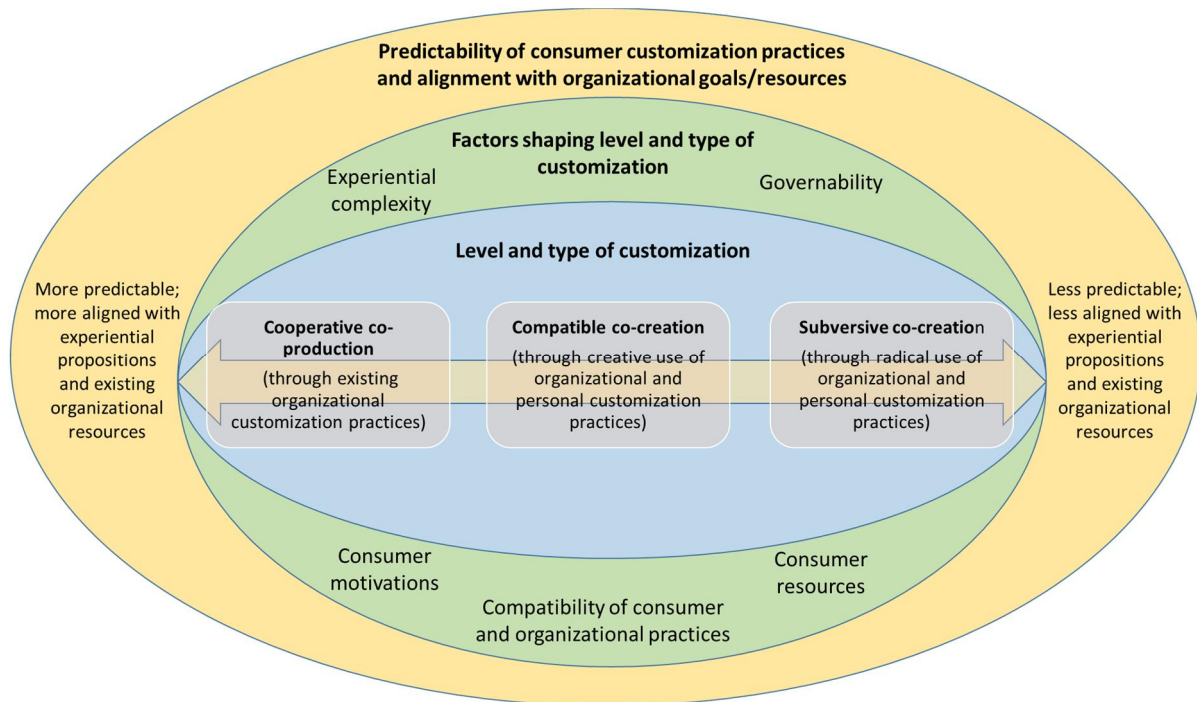 Predictability of consumer customization practices
and alignment with organizational goals/resources
Factors shaping level and type of
customization
Experiential
complexity
Governability
Level and type of customization
More predictable;
more aligned with
experiential
propositions
and existing
organizational
resources
Cooperative co-
production
(through existing
organizational
customization practices)
Compatible co-creation
(through creative use of
organizational and
personal customization
practices)
Subversive co-creation
(through radical use of
organizational and
personal customization
practices)
Less predictable;
less aligned with
experiential
propositions
and existing
organizational
resources
Consumer
motivations
Compatibility of consumer
and organizational practices
Consumer
resources